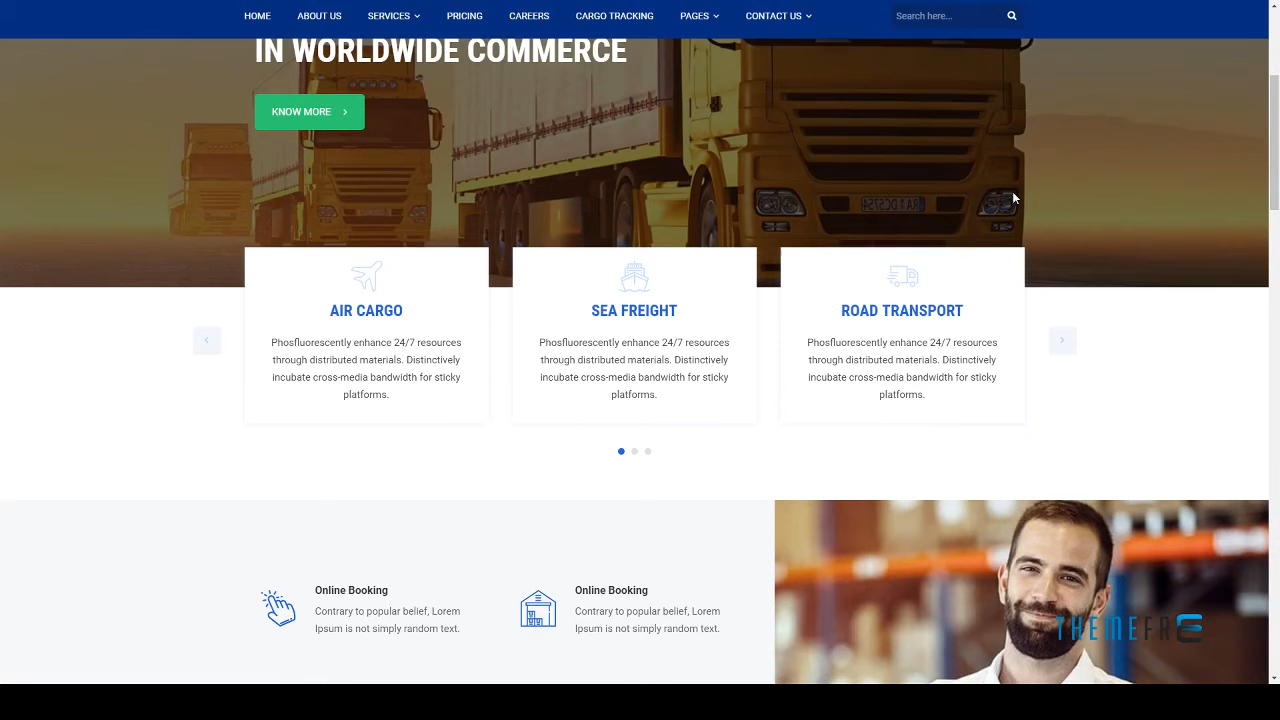 HOME ABOUT US SERVICES PRICING CAREERS CARGO TRACKING PAGES CONTACT US Search here...
IN WORLDWIDE COMMERCE
KNOW MORE
AIR CARGO
Phosfluorescently enhance 24/7 resources
through distributed materials. Distinctively
incubate cross-media bandwidth for sticky
platforms.
SEA FREIGHT
Phosfluorescently enhance 24/7 resources
through distributed materials. Distinctively
incubate cross-media bandwidth for sticky
platforms.
ROAD TRANSPORT
Phosfluorescently enhance 24/7 resources
through distributed materials. Distinctively
incubate cross-media bandwidth for sticky
platforms.
Online Booking
Contrary to popular belief, Lorem
Ipsum is not simply random text.
Online Booking
Contrary to popular belief, Lorem
Ipsum is not simply random text.
THEMEFRE